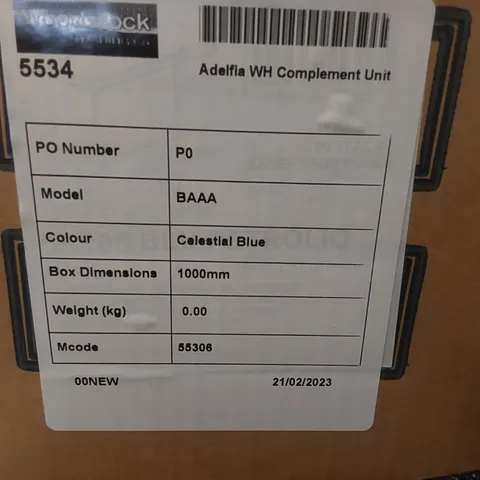 5534
Adelfia WH Complement Unit
PO Number P0
Model BAAA
Colour Celestial Blue
Box Dimensions 1000mm
Weight (kg) 0.00
Mcode 55306
00NEW 21/02/2023